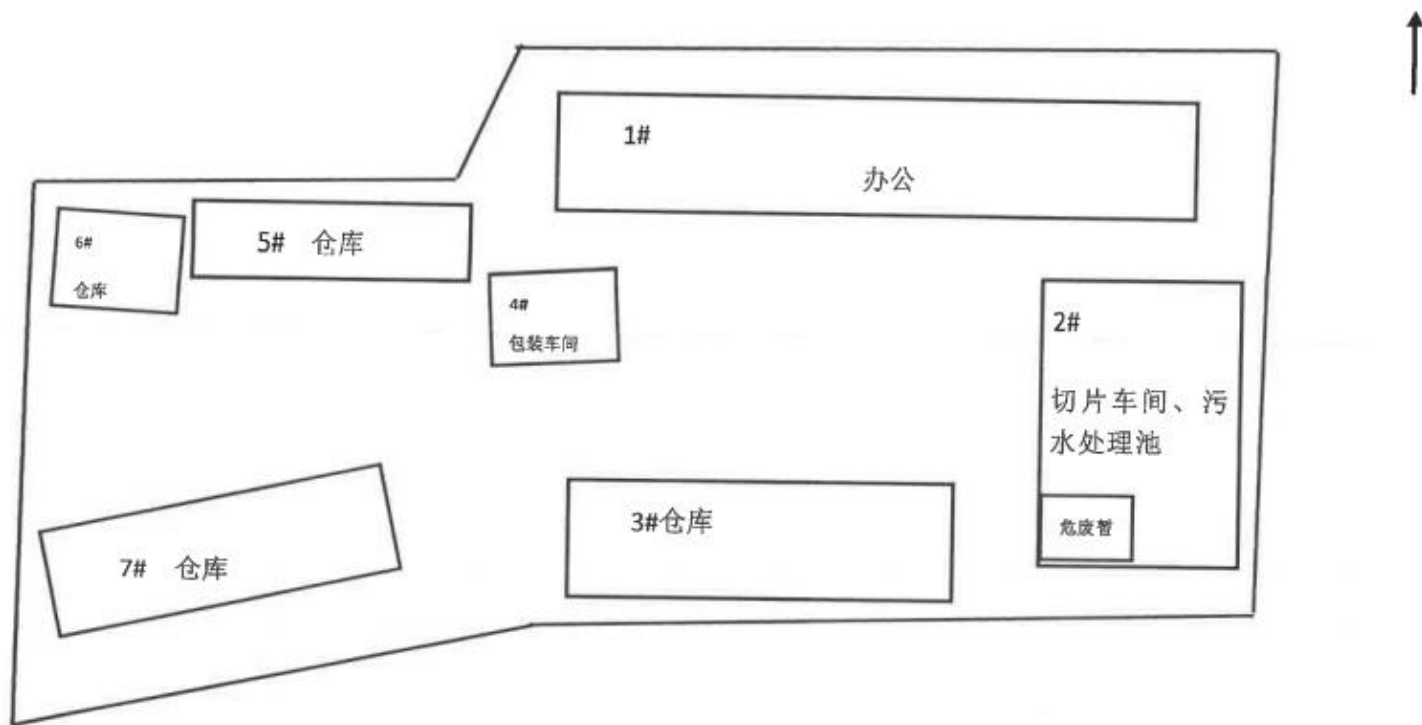 1#
办公
6#
仓库
5# 仓库
4#
包装车间
2#
切片车间、污
水处理池
危废暂
3#仓库
7# 仓库